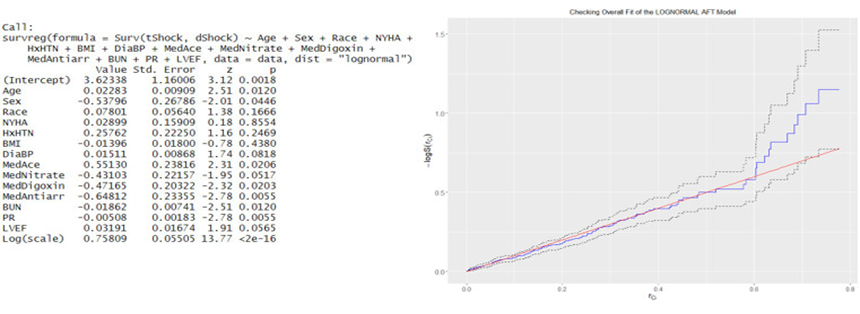 Call:
survreg(formula = Surv(tShock, dShock) ~ Age + Sex + Race + NYHA +
HxHTN + BMI + DiaBP + MedAce + MedNitrate + MedDigoxin +
MedAntiarr + BUN + PR + LVEF, data = data, dist = "lognormal")
Value Std. Error z p
(Intercept) 3.62338 1.16006 3.12 0.0018
Age 0.02283 0.00909 2.51 0.0120
Sex -0.53796 0.26786 -2.01 0.0446
Race 0.07801 0.05640 1.38 0.1666
NYHA 0.02899 0.15909 0.18 0.8554
HxHTN 0.25762 0.22250 1.16 0.2469
BMI -0.01396 0.01800 -0.78 0.4380
DiaBP 0.01511 0.00868 1.74 0.0818
MedAce 0.55130 0.23816 2.31 0.0206
MedNitrate -0.43103 0.22157 -1.95 0.0517
MedDigoxin -0.47165 0.20322 -2.32 0.0203
MedAntiarr -0.64812 0.23355 -2.78 0.0055
BUN -0.01862 0.00741 -2.51 0.0120
PR -0.00508 0.00183 -2.78 0.0055
LVEF 0.03191 0.01674 1.91 0.0565
Log(scale) 0.75809 0.05505 13.77 <2e-16
Checking Overall Fit of the LOGNORMAL AFT Model
-logS(rCi)
1.5
1.0
0.5
0.0
0.0 0.2 0.4 0.6 0.8
rCi